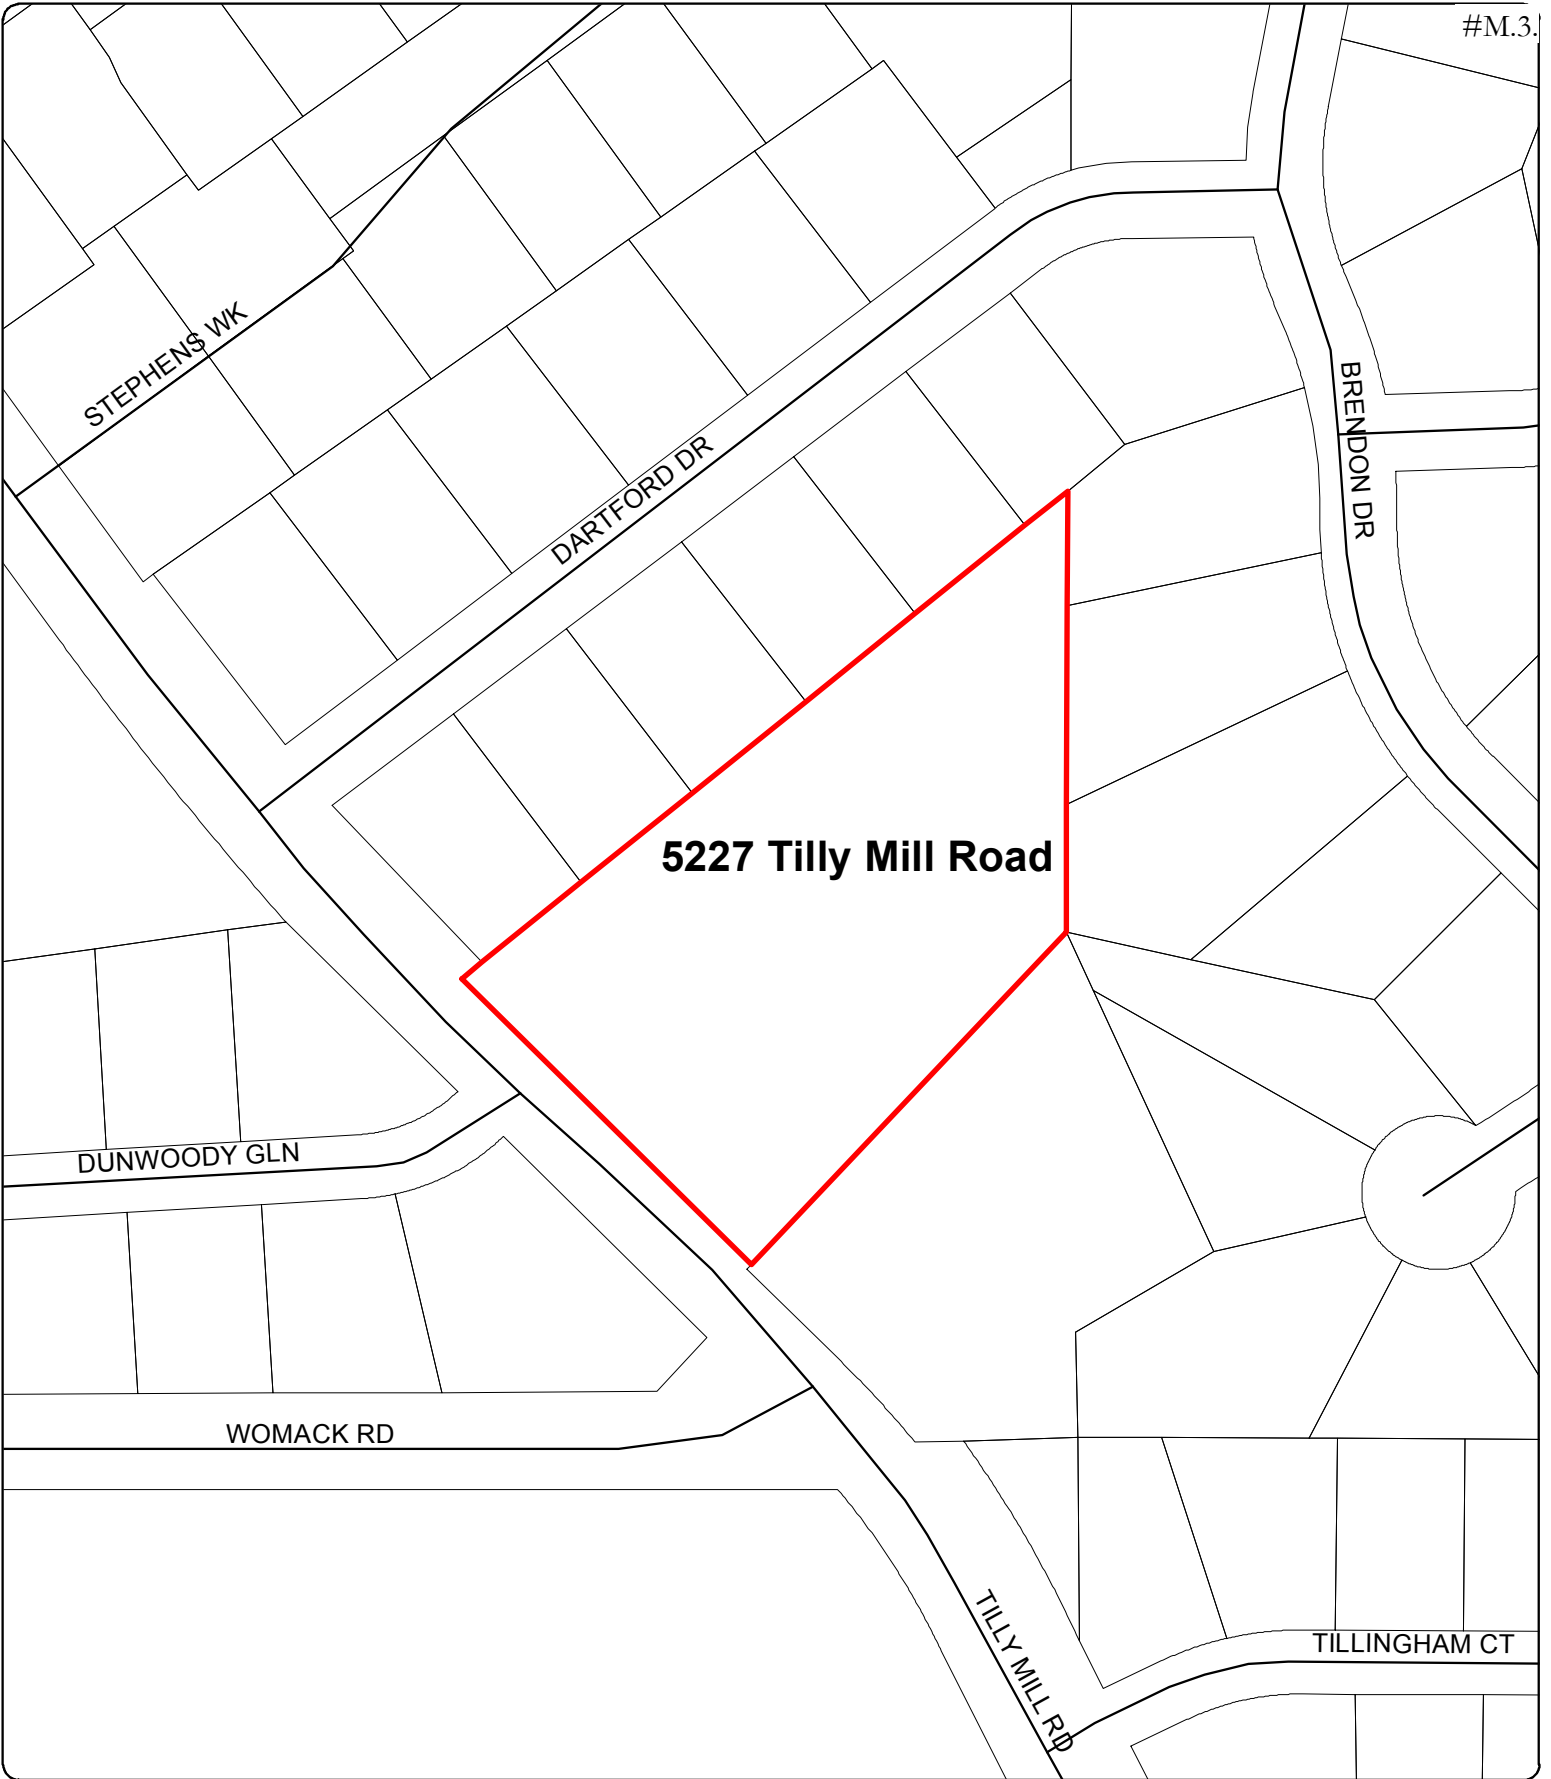 #M.3.
STEPHENS WK
BRENDON DR
DARTFORD DR
5227 Tilly Mill Road
DUNWOODY GLN
WOMACK RD
TILLY MILL RD
TILLINGHAM CT